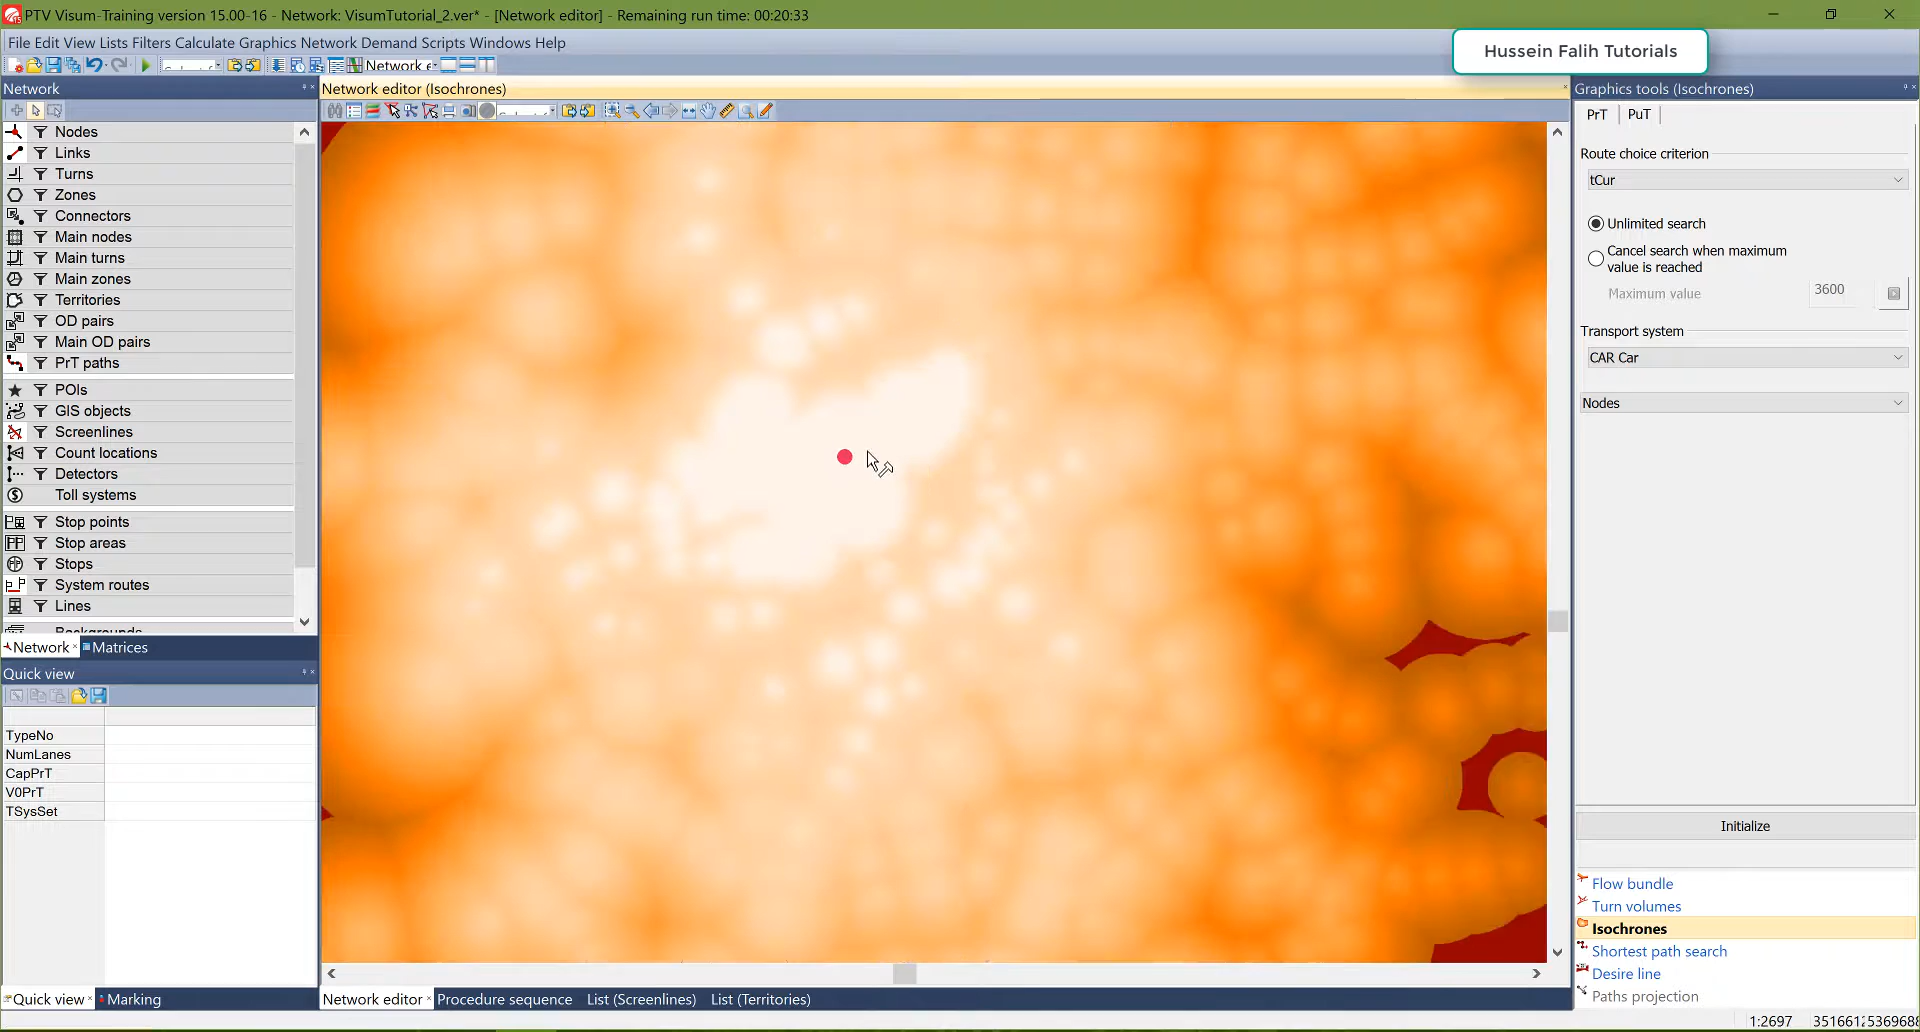 PTV Visum-Training version 15.00-16 - Network: VisumTutorial_2.ver* - [Network editor] - Remaining run time: 00:20:33
File Edit View Lists Filters Calculate Graphics Network Demand Scripts Windows Help
Hussein Falih Tutorials
Network
Nodes
Links
Turns
Zones
Connectors
Main nodes
Main turns
Main zones
Territories
OD pairs
Main OD pairs
PrT paths
POIs
GIS objects
Screenlines
Count locations
Detectors
Toll systems
Stop points
Stop areas
Stops
System routes
Lines
Backgrounds
Network
Matrices
Quick view
TypeNo
NumLanes
CapPrT
V0PrT
TSysSet
Quick view
Marking
Network editor (Isochrones)
Network editor
Procedure sequence
List (Screenlines)
List (Territories)
Graphics tools (Isochrones)
PrT
PuT
Route choice criterion
tCur
Unlimited search
Cancel search when maximum
value is reached
Maximum value
3600
Transport system
CAR Car
Nodes
Initialize
Flow bundle
Turn volumes
Isochrones
Shortest path search
Desire line
Paths projection
1:2697